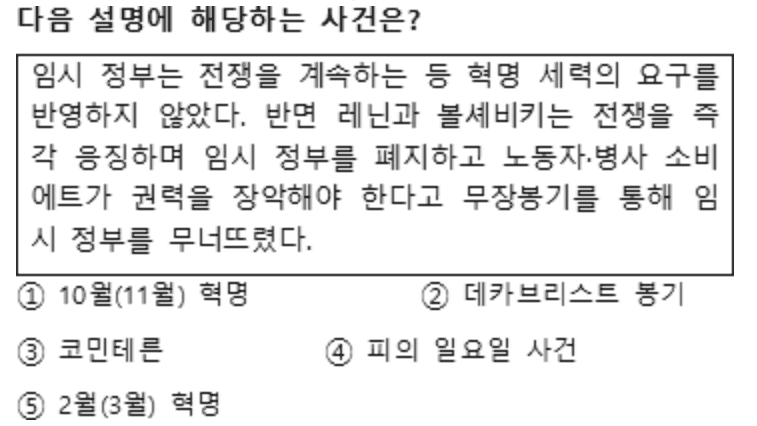 다음 설명에 해당하는 사건은?
임시 정부는 전쟁을 계속하는 등 혁명 세력의 요구를
반영하지 않았다. 반면 레닌과 볼셰비키는 전쟁을 즉
각 응징하며 임시 정부를 폐지하고 노동자·병사 소비
에트가 권력을 장악해야 한다고 무장봉기를 통해 임
시 정부를 무너뜨렸다.
① 10월(11월) 혁명 ② 데카브리스트 봉기
③ 코민테른 ④ 피의 일요일 사건
⑤ 2월(3월) 혁명